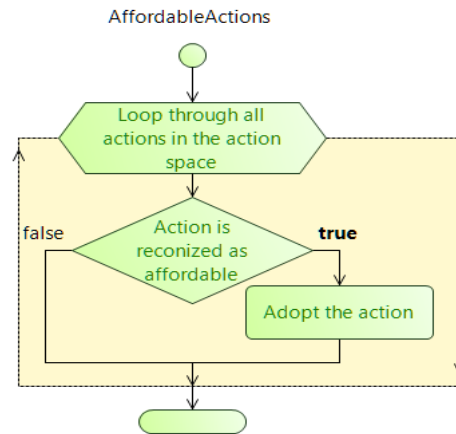 AffordableActions
Loop through all
actions in the action
space
false
Action is
reconized as
affordable
true
Adopt the action